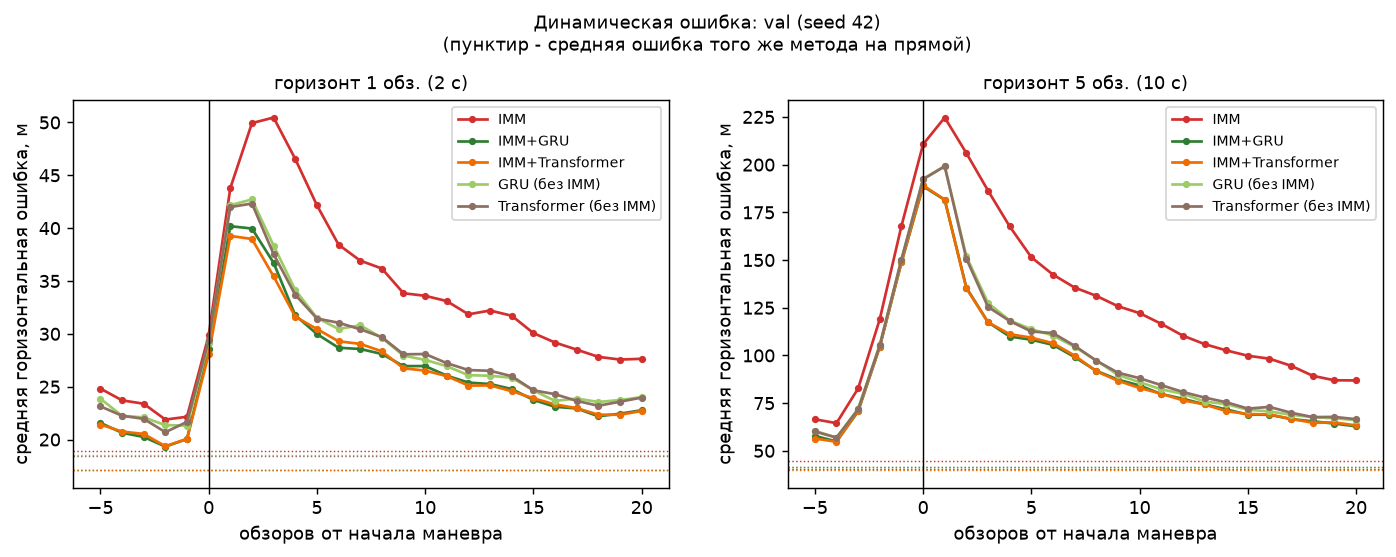 Динамическая ошибка: val (seed 42)
(пунктир - средняя ошибка того же метода на прямой)
горизонт 1 обз. (2 с)
средняя горизонтальная ошибка, м
50
45
40
35
30
25
20
IMM
IMM+GRU
IMM+Transformer
GRU (без IMM)
Transformer (без IMM)
−5
0
5
10
15
20
обзоров от начала маневра
горизонт 5 обз. (10 с)
средняя горизонтальная ошибка, м
225
200
175
150
125
100
75
50
IMM
IMM+GRU
IMM+Transformer
GRU (без IMM)
Transformer (без IMM)
−5
0
5
10
15
20
обзоров от начала маневра